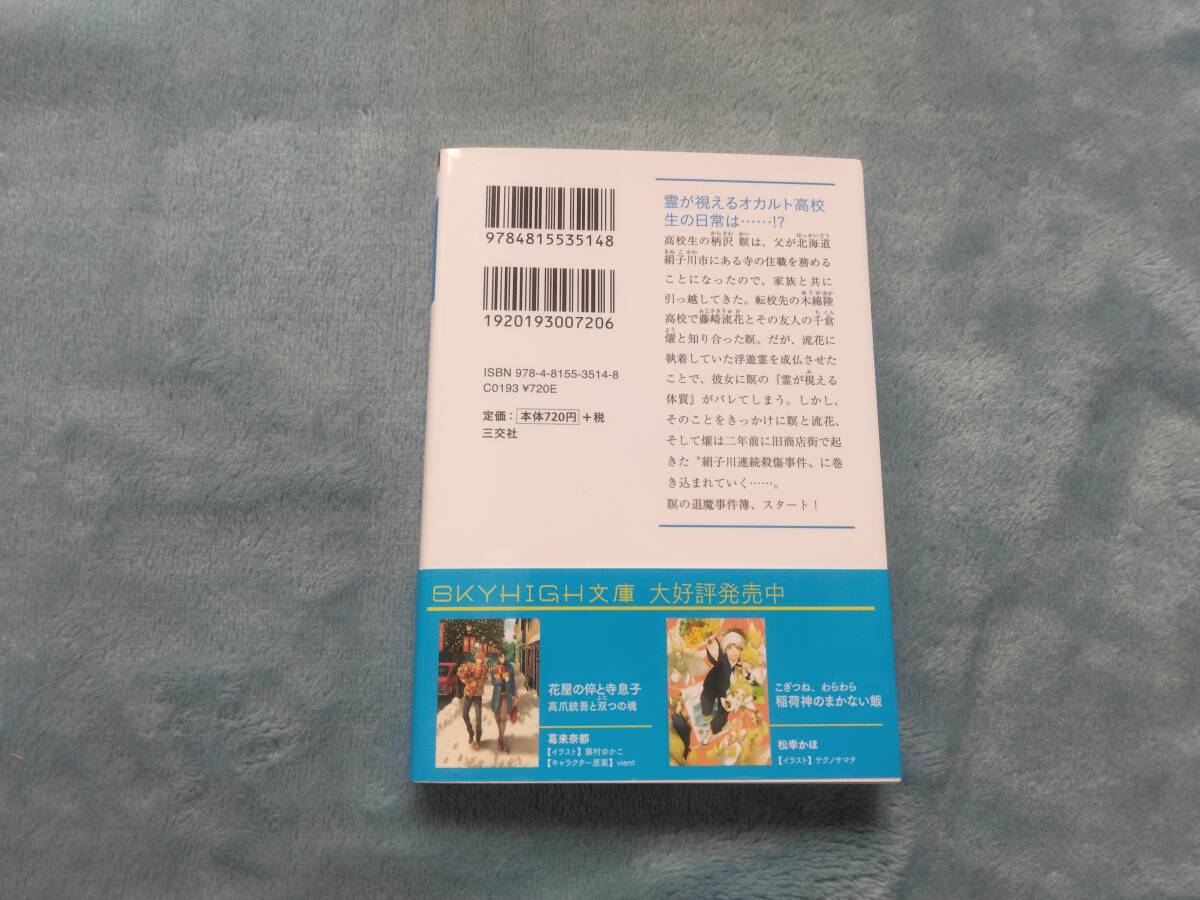 9784815535148
1920193007206
ISBN 978-4-8155-3514-8
C0193 ¥720E
定価：本体720円＋税
三交社
霊が視えるオカルト高校
生の日常は……!?
高校生の柄沢 瞑は、父が北海道
絹子川市にある寺の住職を務める
ことになったので、家族と共に
引っ越してきた。転校先の木綿陸
高校で藤崎流花とその友人の千倉
燿と知り合った瞑。だが、流花に
執着していた浮遊霊を成仏させた
ことで、彼女に瞑の『霊が視える
体質』がバレてしまう。しかし、
そのことをきっかけに瞑と流花、
そして燿は二年前に旧商店街で起
きた〝絹子川連続殺傷事件〟に巻
き込まれていく……。
瞑の退魔事件簿、スタート！
SKYHIGH文庫 大好評発売中
花屋の倅と寺息子
高爪統吾と双つの魂
葛来奈都
【イラスト】藤村ゆかこ
【キャラクター原案】vient
こぎつね、わらわら
稲荷神のまかない飯
松幸かほ
【イラスト】テクノサマタ